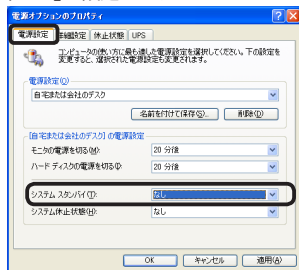 電源オプションのプロパティ
電源設定 詳細設定 休止状態 UPS
コンピュータの使い方に最も適した電源設定を選択してください。下の設定を
変更すると、選択された電源設定も変更されます。
電源設定(O)
自宅または会社のデスク
名前を付けて保存(S)... 削除(D)
[自宅または会社のデスク] の電源設定
モニタの電源を切る(M): 20 分後
ハード ディスクの電源を切る(I): 20 分後
システム スタンバイ(T): なし
システム休止状態(H): なし
OK キャンセル 適用(A)